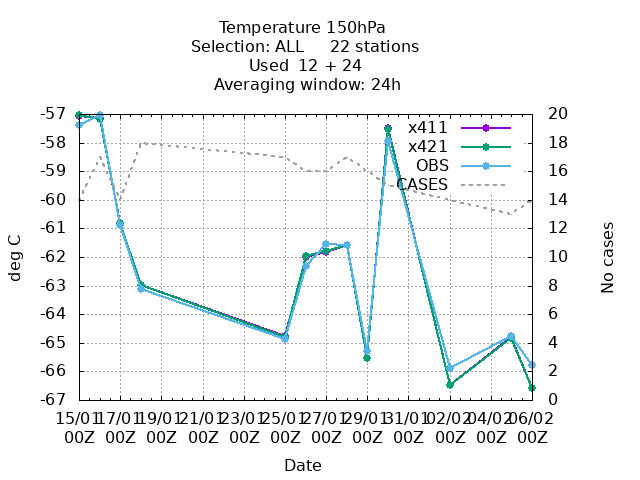 Temperature 150hPa
Selection: ALL 22 stations
Used 12 + 24
Averaging window: 24h
-57
-58
-59
-60
-61
-62
-63
-64
-65
-66
-67
deg C
x411
x421
OBS
CASES
20
18
16
14
12
10
8
6
4
2
0
No cases
15/01 17/01 19/01 21/01 23/01 25/01 27/01 29/01 31/01 02/02 04/02 06/02
00Z 00Z 00Z 00Z 00Z 00Z 00Z 00Z 00Z 00Z 00Z 00Z
Date